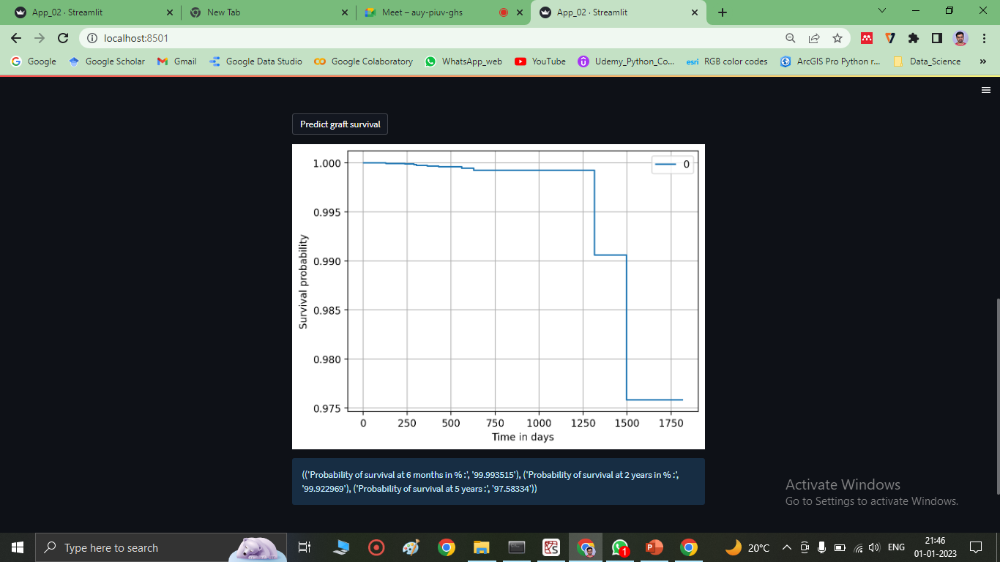 App_02 · Streamlit
New Tab
Meet – auy-piuv-ghs
App_02 · Streamlit
localhost:8501
Google
Google Scholar
Gmail
Google Data Studio
Google Colaboratory
WhatsApp_web
YouTube
Udemy_Python_Co...
esri RGB color codes
ArcGIS Pro Python r...
Data_Science
»
Predict graft survival
0
1.000
0.995
0.990
0.985
0.980
0.975
Survival probability
0 250 500 750 1000 1250 1500 1750
Time in days
(('Probability of survival at 6 months in % :', '99.993515'), ('Probability of survival at 2 years in % :',
'99.922969'), ('Probability of survival at 5 years :', '97.58334'))
Activate Windows
Go to Settings to activate Windows.
Type here to search
1
20°C
ENG
21:46
01-01-2023